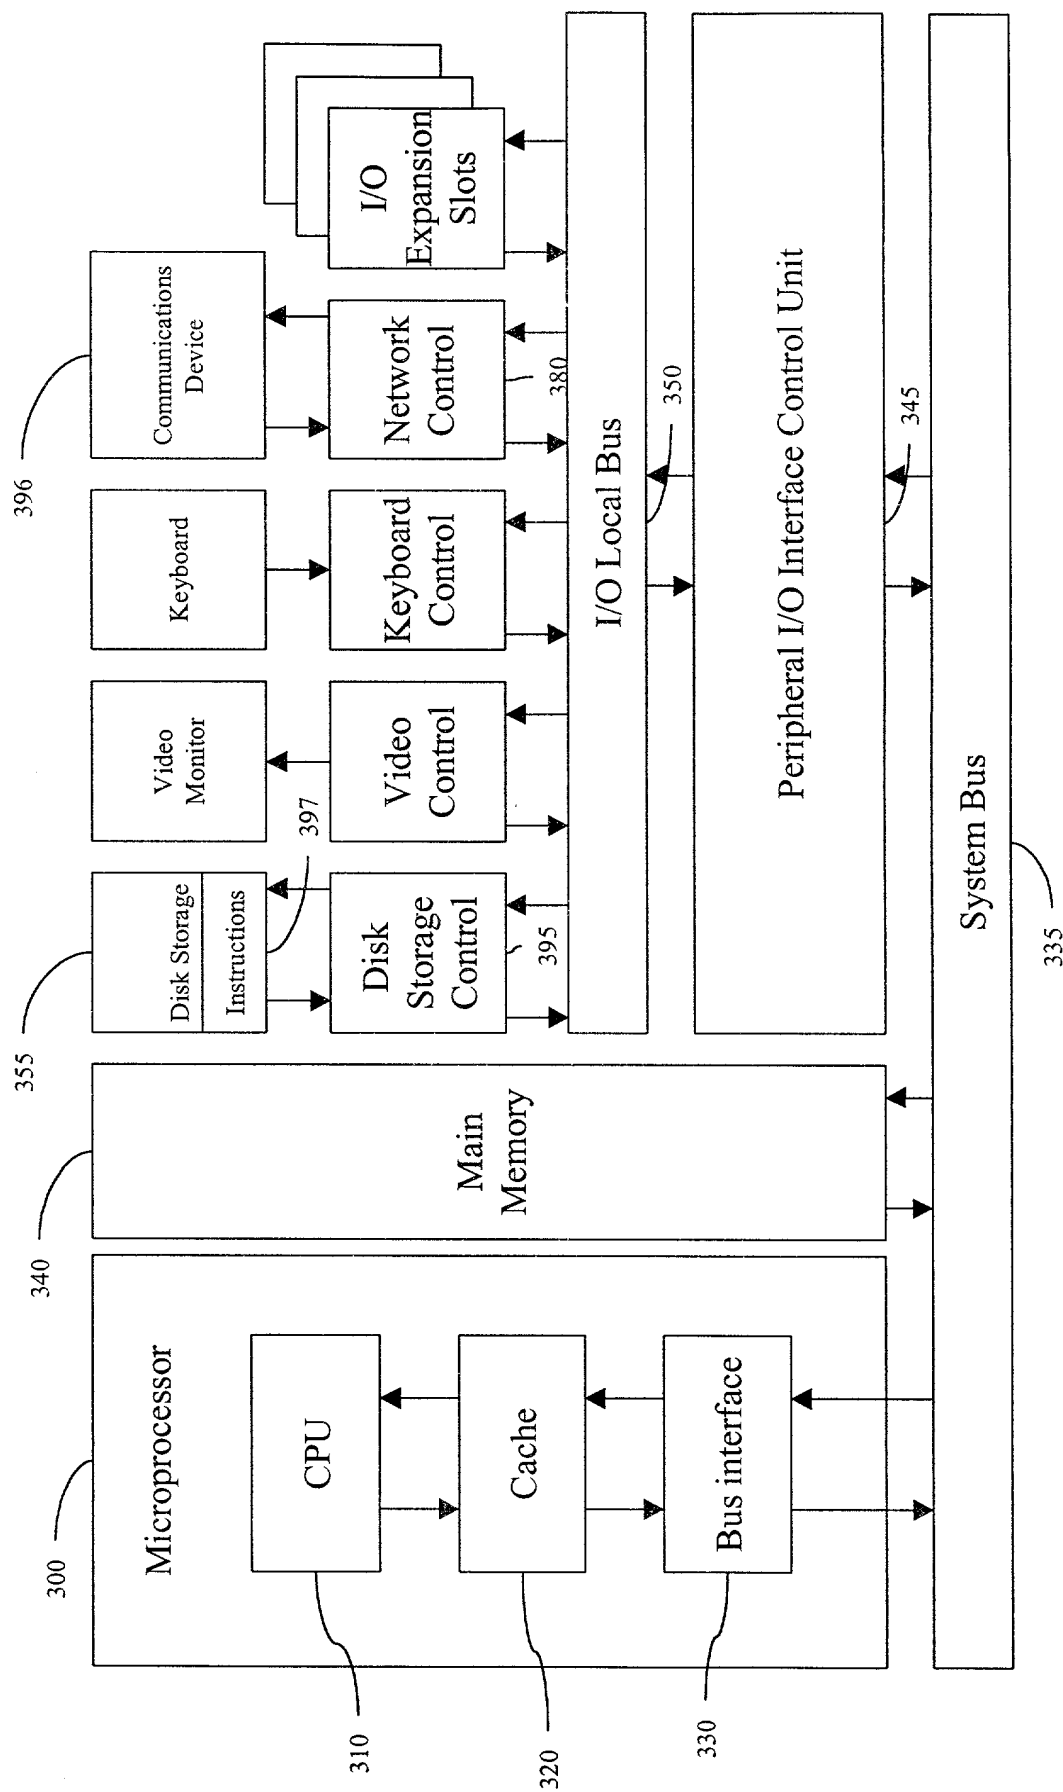 300
Microprocessor
CPU
310
Cache
320
Bus interface
330
340
Main
Memory
355
Disk Storage
Instructions
397
Disk
Storage
Control
395
Video
Monitor
Video
Control
Keyboard
Keyboard
Control
396
Communications
Device
Network
Control
380
I/O
Expansion
Slots
I/O Local Bus
350
Peripheral I/O Interface Control Unit
345
System Bus
335